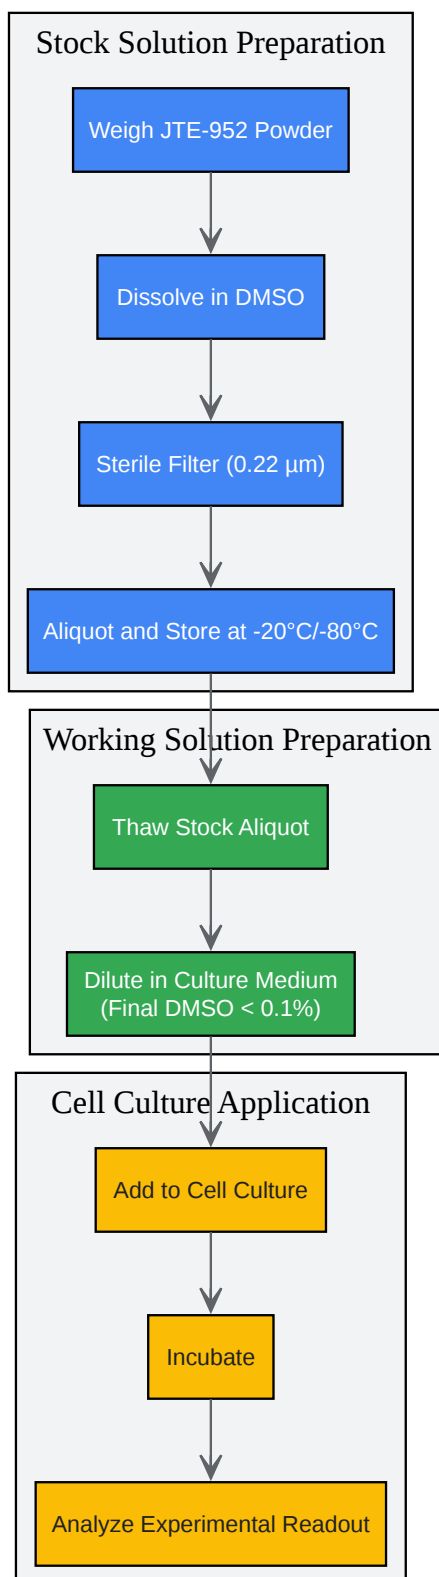 Stock Solution Preparation
Weigh JTE-952 Powder
Dissolve in DMSO
Sterile Filter (0.22 µm)
Aliquot and Store at -20°C/-80°C
Working Solution Preparation
Thaw Stock Aliquot
Dilute in Culture Medium
(Final DMSO < 0.1%)
Cell Culture Application
Add to Cell Culture
Incubate
Analyze Experimental Readout